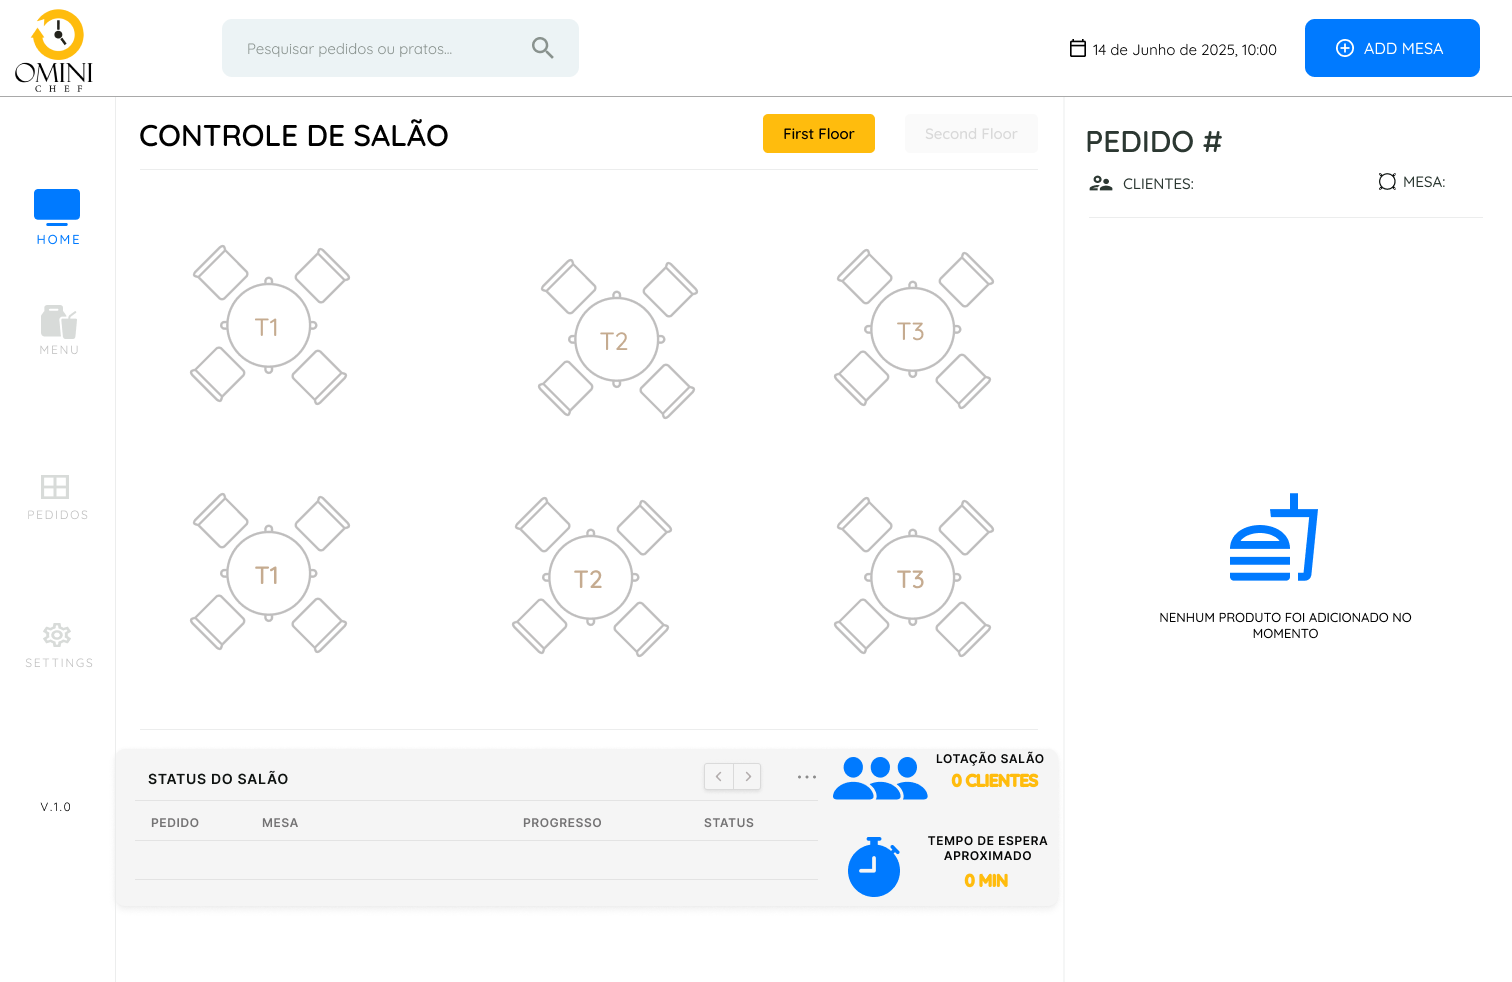 OMINI
CHEF
Pesquisar pedidos ou pratos...
14 de Junho de 2025, 10:00
ADD MESA
CONTROLE DE SALÃO
First Floor
Second Floor
PEDIDO #
CLIENTES:
MESA:
HOME
MENU
PEDIDOS
SETTINGS
V.1.0
T1
T2
T3
T1
T2
T3
NENHUM PRODUTO FOI ADICIONADO NO
MOMENTO
STATUS DO SALÃO
PEDIDO
MESA
PROGRESSO
STATUS
LOTAÇÃO SALÃO
0 CLIENTES
TEMPO DE ESPERA
APROXIMADO
0 MIN